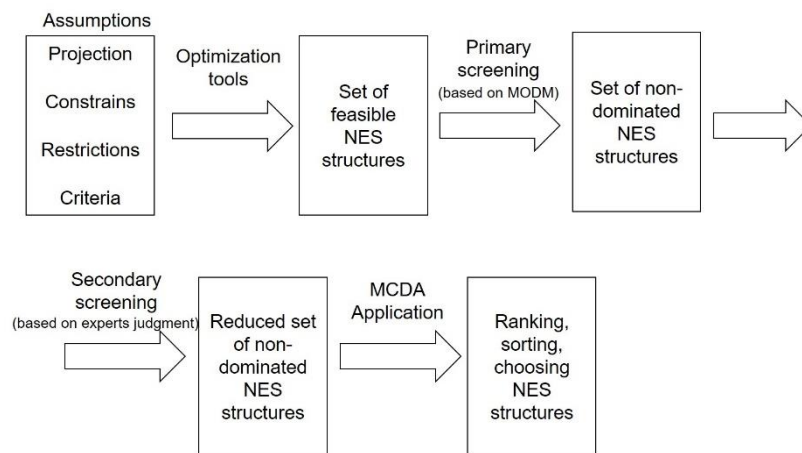 Assumptions
Projection
Constrains
Restrictions
Criteria
Optimization
tools
Set of
feasible
NES
structures
Primary
screening
(based on MODM)
Set of non-
dominated
NES
structures
Secondary
screening
(based on experts judgment)
Reduced set
of non-
dominated
NES
structures
MCDA
Application
Ranking,
sorting,
choosing
NES
structures